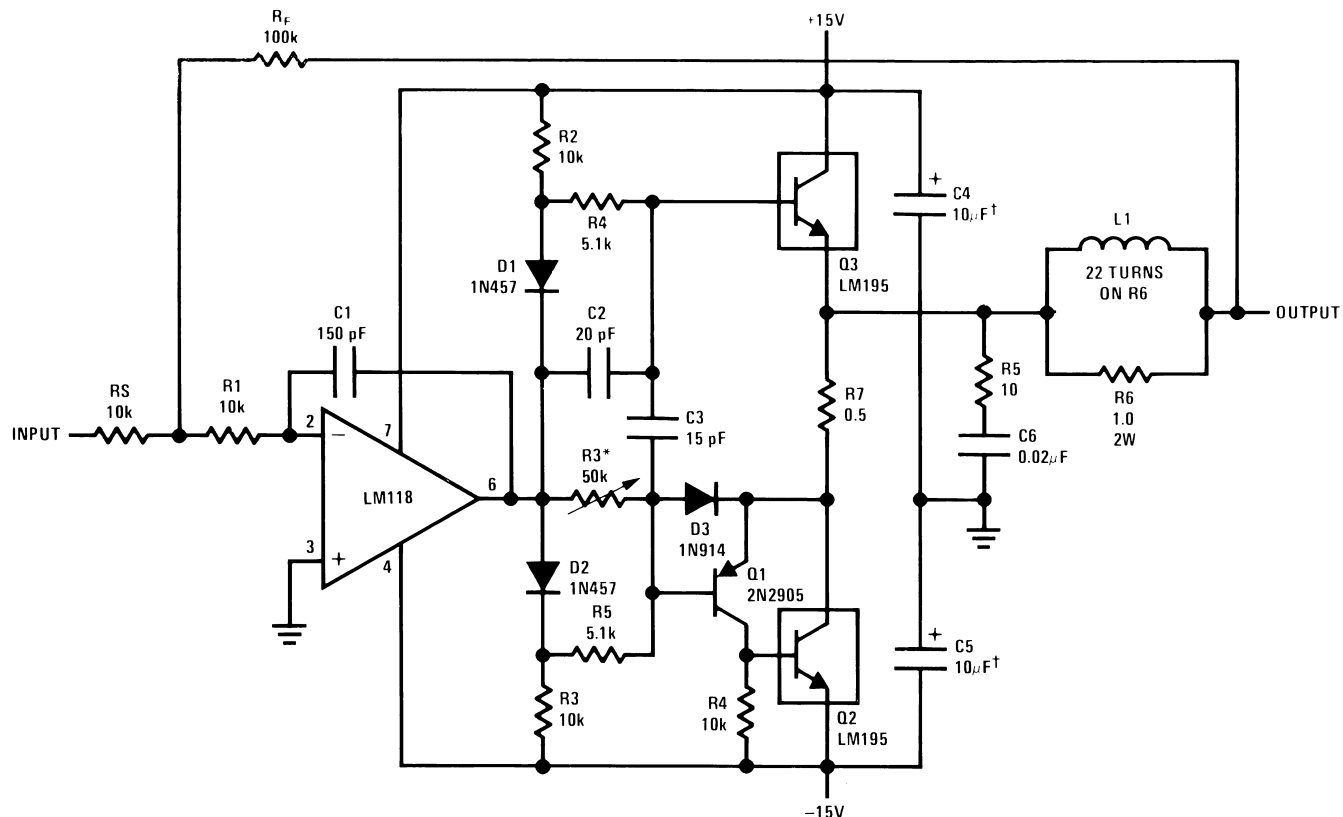 R_F
100k
+15V
R2
10k
R4
5.1k
Q3
LM195
C4
10μF†
L1
22 TURNS
ON R6
D1
1N457
C1
150 pF
C2
20 pF
OUTPUT
RS
10k
R1
10k
R7
0.5
R5
10
R6
1.0
2W
INPUT
2
−
7
C3
15 pF
C6
0.02μF
LM118
6
R3*
50k
3
+
4
D3
1N914
D2
1N457
Q1
2N2905
R5
5.1k
+
C5
10μF†
R3
10k
R4
10k
Q2
LM195
−15V
+